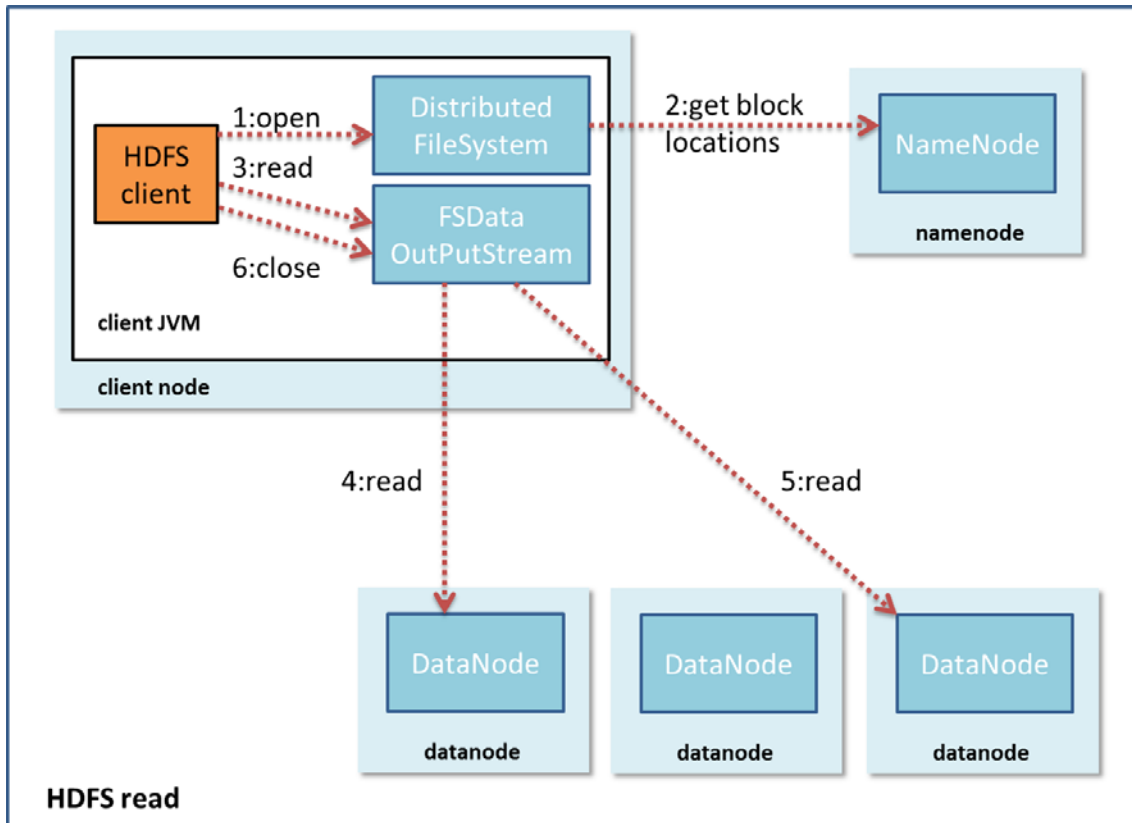 1:open
Distributed
FileSystem
2:get block
locations
NameNode
namenode
HDFS
client
3:read
FSData
OutPutStream
6:close
client JVM
client node
4:read
5:read
DataNode
DataNode
DataNode
datanode
datanode
datanode
HDFS read